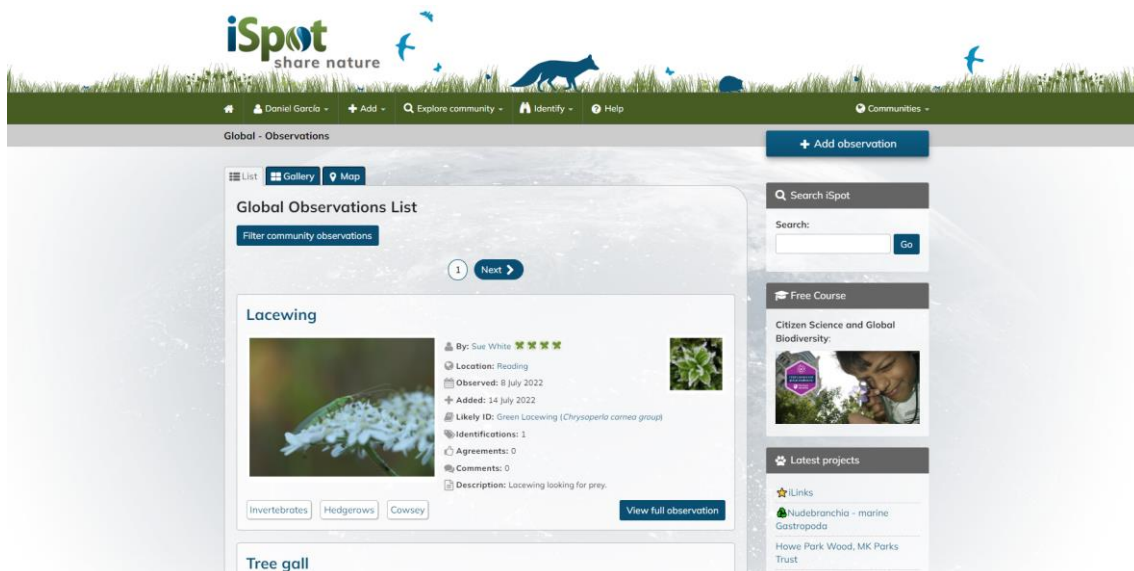 iSpot
share nature
Daniel García
Add
Explore community
Identify
Help
Communities
Global - Observations
Add observation
List
Gallery
Map
Global Observations List
Filter community observations
1
Next
Lacewing
By: Sue White
Location: Reading
Observed: 8 July 2022
Added: 14 July 2022
Likely ID: Green Lacewing (Chrysoperla carnea group)
Identifications: 1
Agreements: 0
Comments: 0
Description: Lacewing looking for prey.
Invertebrates
Hedgerows
Cowsey
View full observation
Tree gall
Search iSpot
Search:
Go
Free Course
Citizen Science and Global
Biodiversity:
Latest projects
iLinks
Nudebranchia - marine
Gastropoda
Howe Park Wood, MK Parks
Trust